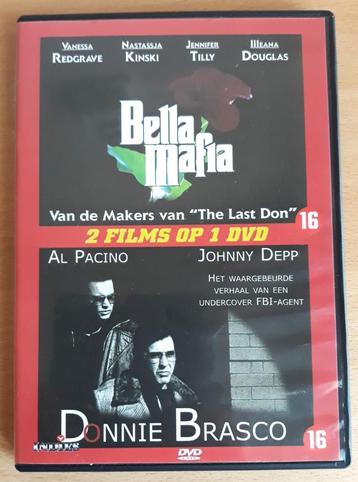 Vanessa Redgrave
Nastassja Kinski
Jennifer Tilly
Illeana Douglas
Bella
mafia
Van de Makers van "The Last Don"
16
2 FILMS OP 1 DVD
AL PACINO
JOHNNY DEPP
Het waargebeurde
verhaal van een
undercover FBI-agent
DONNIE BRASCO
INDIES
DVD
16